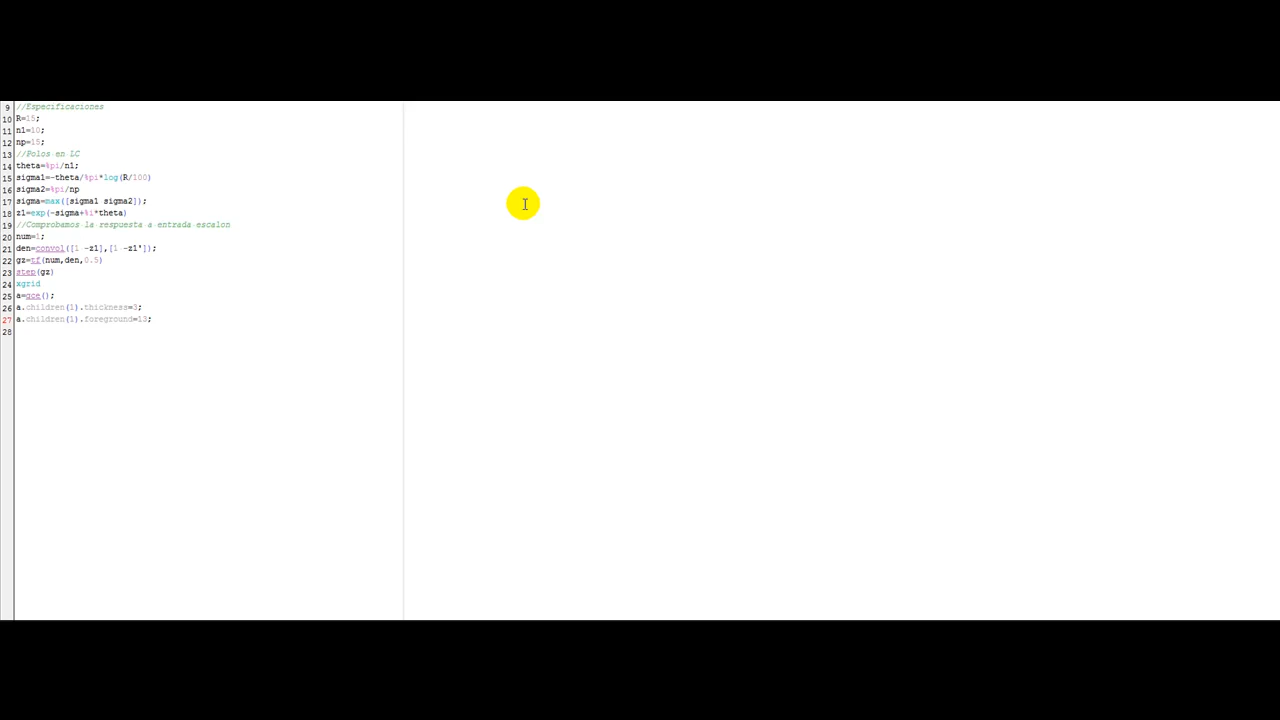 9 //Especificaciones
10 R=15;
11 n1=10;
12 np=15;
13 //Polos en LC
14 theta=%pi/n1;
15 sigma1=-theta/%pi*log(R/100)
16 sigma2=%pi/np
17 sigma=max([sigma1 sigma2]);
18 z1=exp(-sigma+%i*theta)
19 //Comprobamos la respuesta a entrada escalon
20 num=1;
21 den=convol([1 -z1],[1 -z1']);
22 gz=tf(num,den,0.5)
23 step(gz)
24 xgrid
25 a=gce();
26 a.children(1).thickness=3;
27 a.children(1).foreground=13;
28